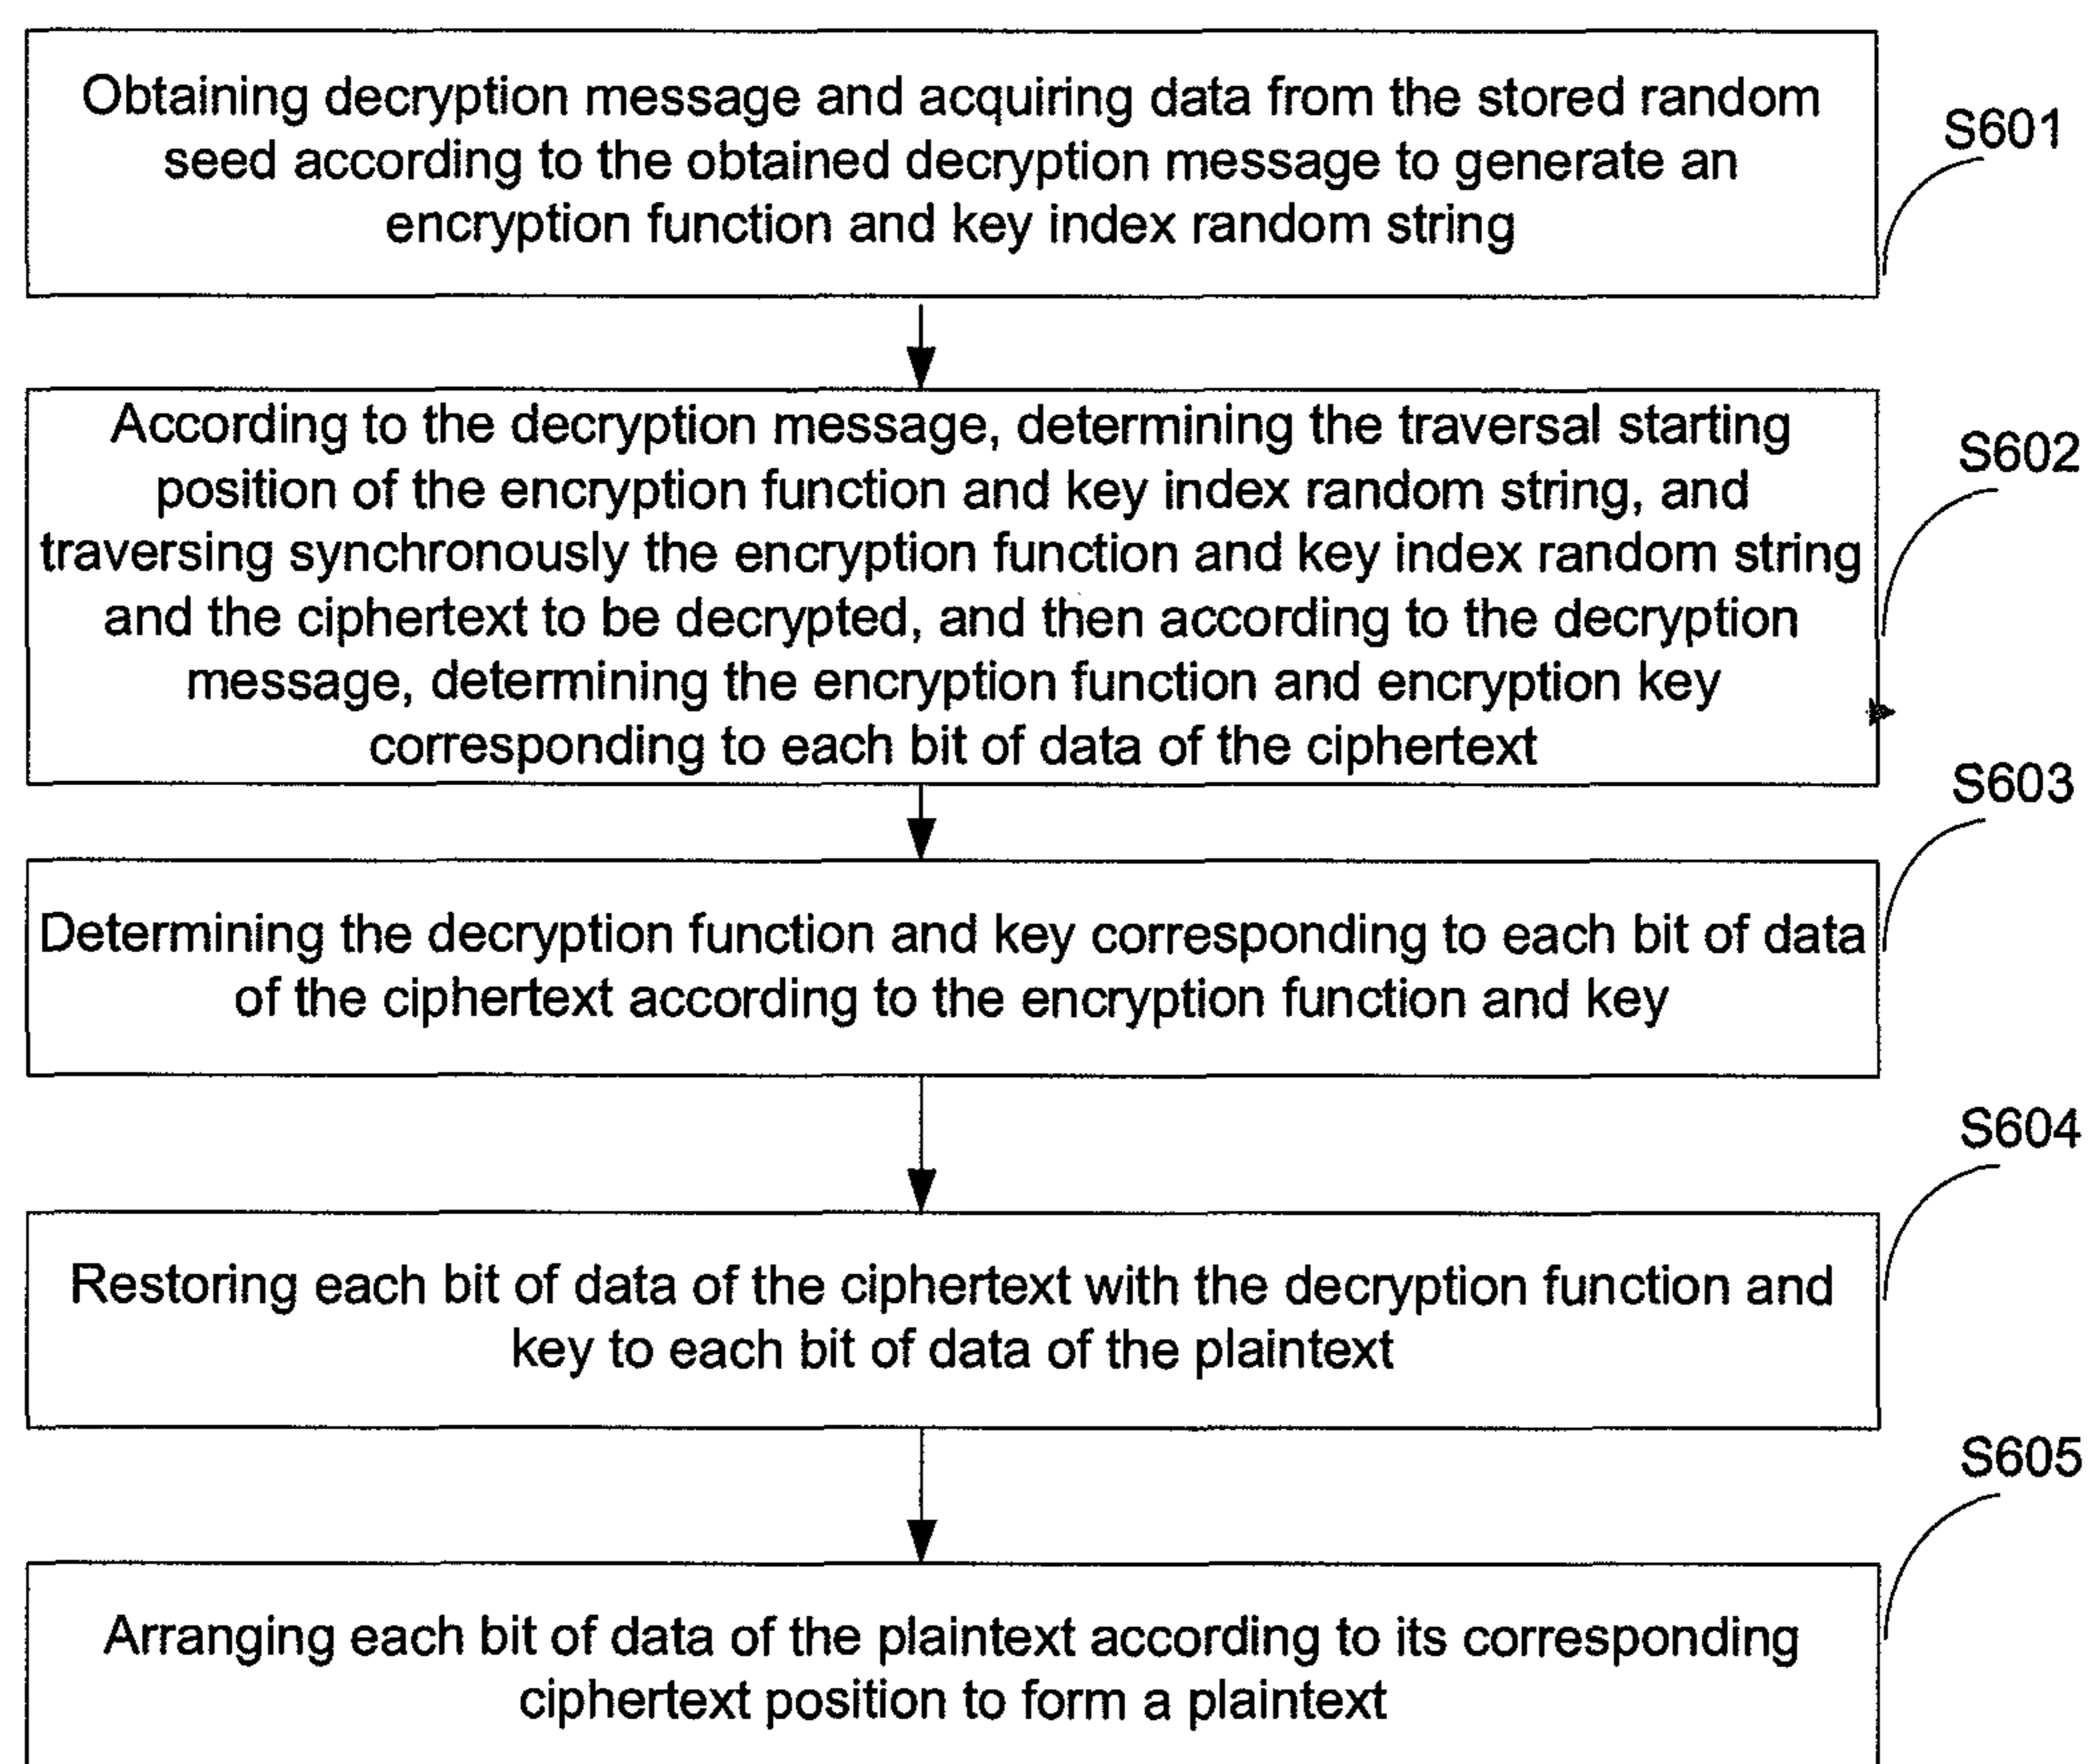 Obtaining decryption message and acquiring data from the stored random
seed according to the obtained decryption message to generate an
encryption function and key index random string
S601
According to the decryption message, determining the traversal starting
position of the encryption function and key index random string, and
traversing synchronously the encryption function and key index random string
and the ciphertext to be decrypted, and then according to the decryption
message, determining the encryption function and encryption key
corresponding to each bit of data of the ciphertext
S602
Determining the decryption function and key corresponding to each bit of data
of the ciphertext according to the encryption function and key
S603
Restoring each bit of data of the ciphertext with the decryption function and
key to each bit of data of the plaintext
S604
Arranging each bit of data of the plaintext according to its corresponding
ciphertext position to form a plaintext
S605